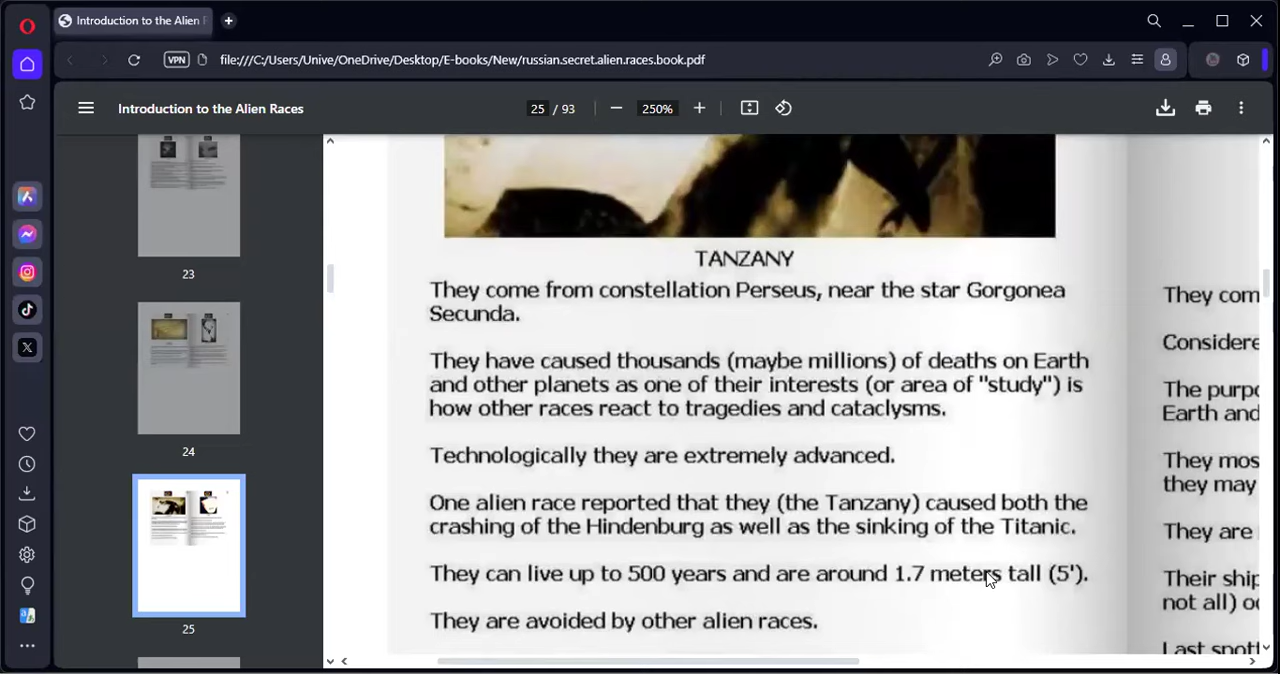 Introduction to the Alien R
VPN
file:///C:/Users/Unive/OneDrive/Desktop/E-books/New/russian.secret.alien.races.book.pdf
Introduction to the Alien Races
25 / 93
250%
23
24
25
TANZANY
They come from constellation Perseus, near the star Gorgonea
Secunda.
They have caused thousands (maybe millions) of deaths on Earth
and other planets as one of their interests (or area of "study") is
how other races react to tragedies and cataclysms.
Technologically they are extremely advanced.
One alien race reported that they (the Tanzany) caused both the
crashing of the Hindenburg as well as the sinking of the Titanic.
They can live up to 500 years and are around 1.7 meters tall (5').
They are avoided by other alien races.
They com
Considere
The purpo
Earth and
They mos
they may
They are
Their ship
not all) o
Last spott